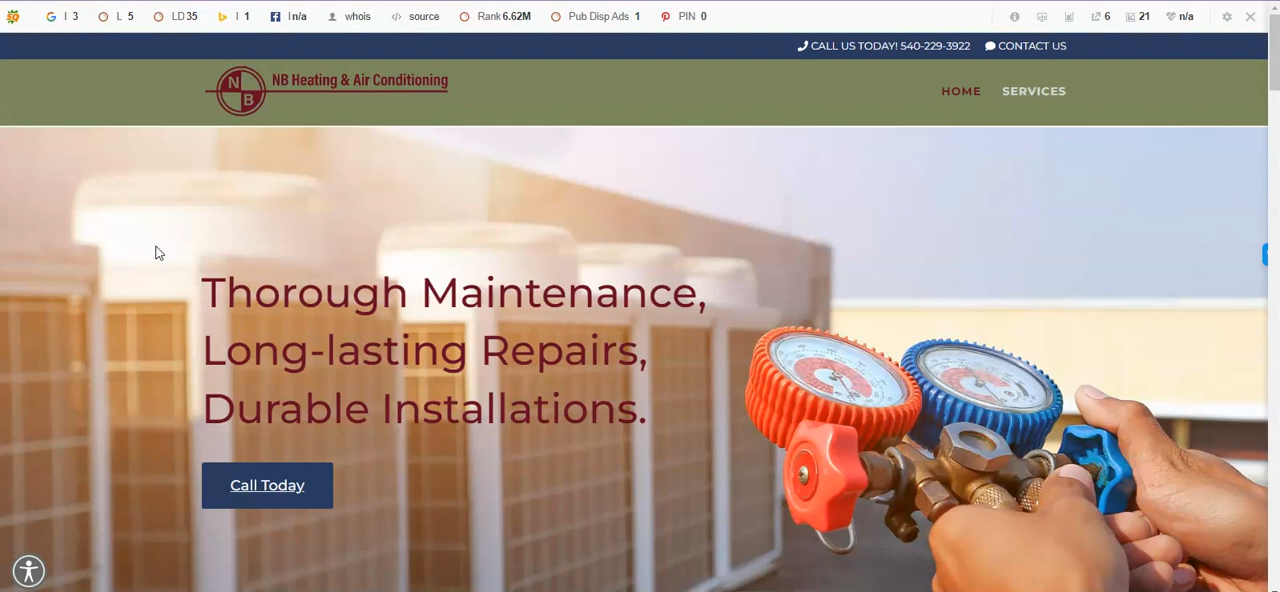 I 3 L 5 LD 35 I 1 I n/a whois source Rank 6.62M Pub Disp Ads 1 PIN 0 6 21 n/a
CALL US TODAY! 540-229-3922 CONTACT US
N B NB Heating & Air Conditioning
HOME SERVICES
Thorough Maintenance,
Long-lasting Repairs,
Durable Installations.
Call Today